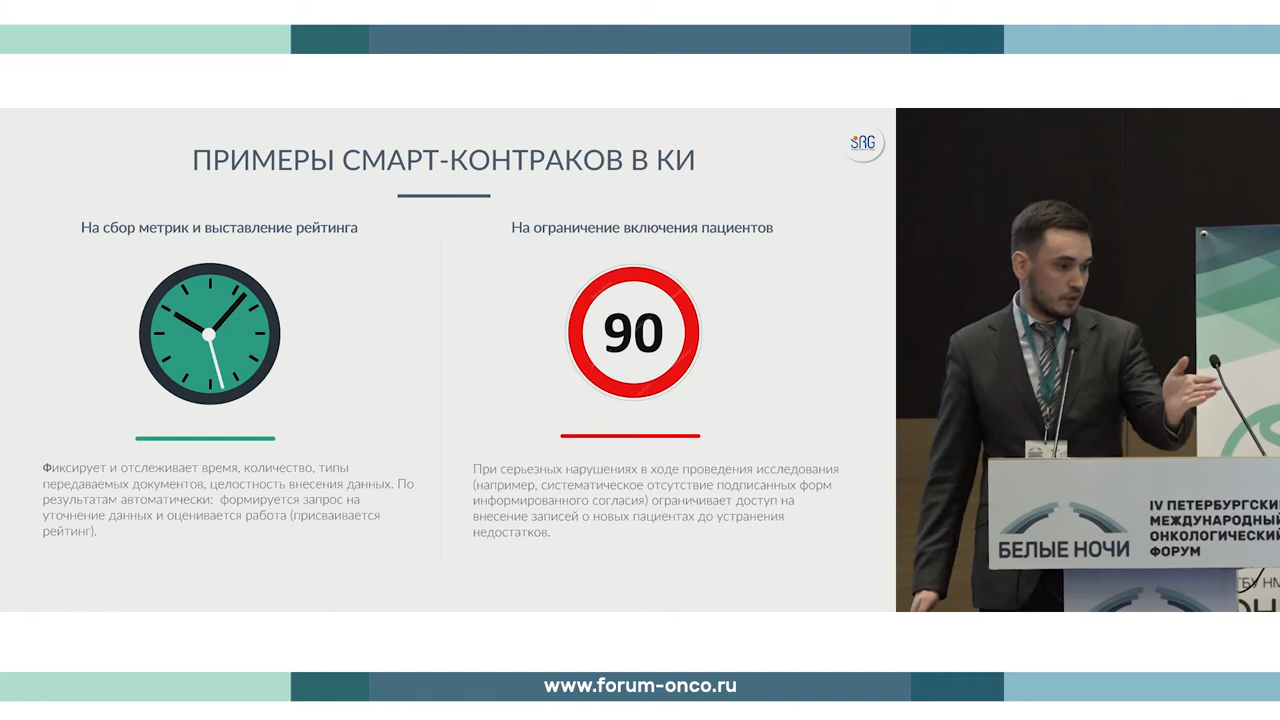 ПРИМЕРЫ СМАРТ-КОНТРАКОВ В КИ
SRG
На сбор метрик и выставление рейтинга
Фиксирует и отслеживает время, количество, типы
передаваемых документов, целостность внесения данных. По
результатам автоматически: формируется запрос на
уточнение данных и оценивается работа (присваивается
рейтинг).
На ограничение включения пациентов
90
При серьезных нарушениях в ходе проведения исследования
(например, систематическое отсутствие подписанных форм
информированного согласия) ограничивает доступ на
внесение записей о новых пациентах до устранения
недостатков.
БЕЛЫЕ НОЧИ
IV ПЕТЕРБУРГСКИ
МЕЖДУНАРОДНЫ
ОНКОЛОГИЧЕСКИ
ФОРУМ
www.forum-onco.ru